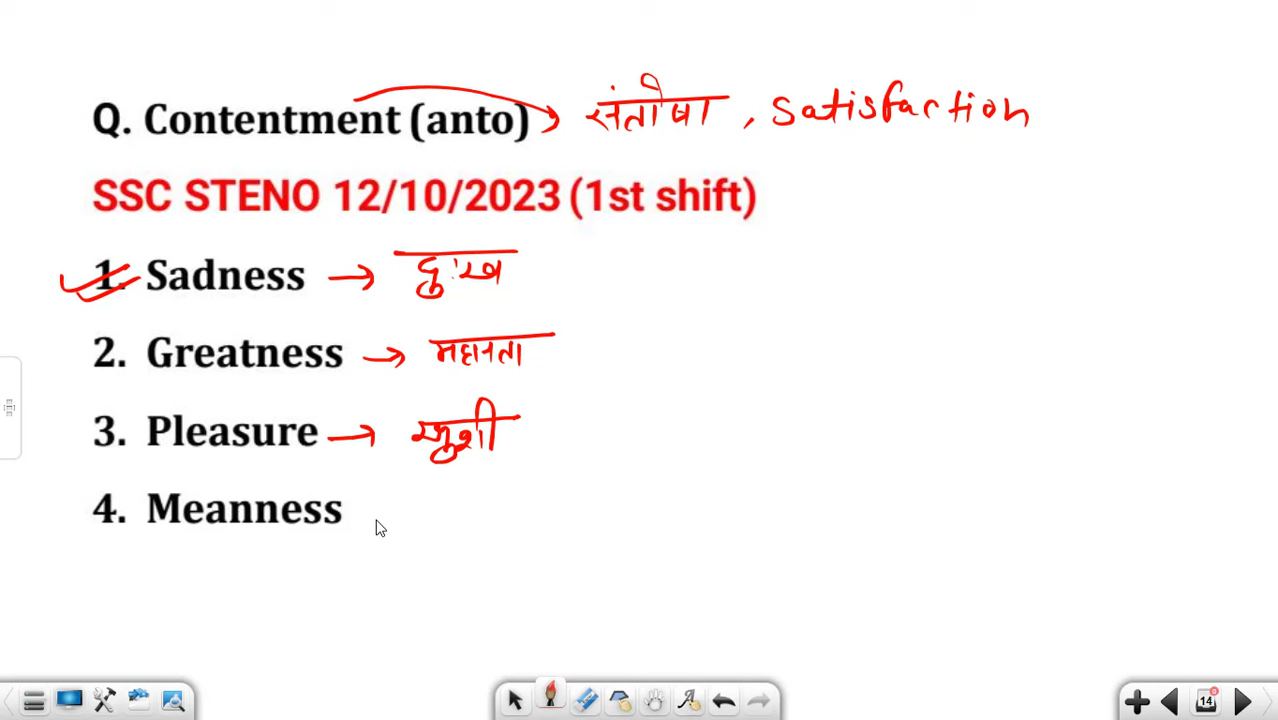 Q. Contentment (anto) → संतोषा, Satisfaction
SSC STENO 12/10/2023 (1st shift)
1. Sadness → दुःख
2. Greatness → महानता
3. Pleasure → खुशी
4. Meanness
14